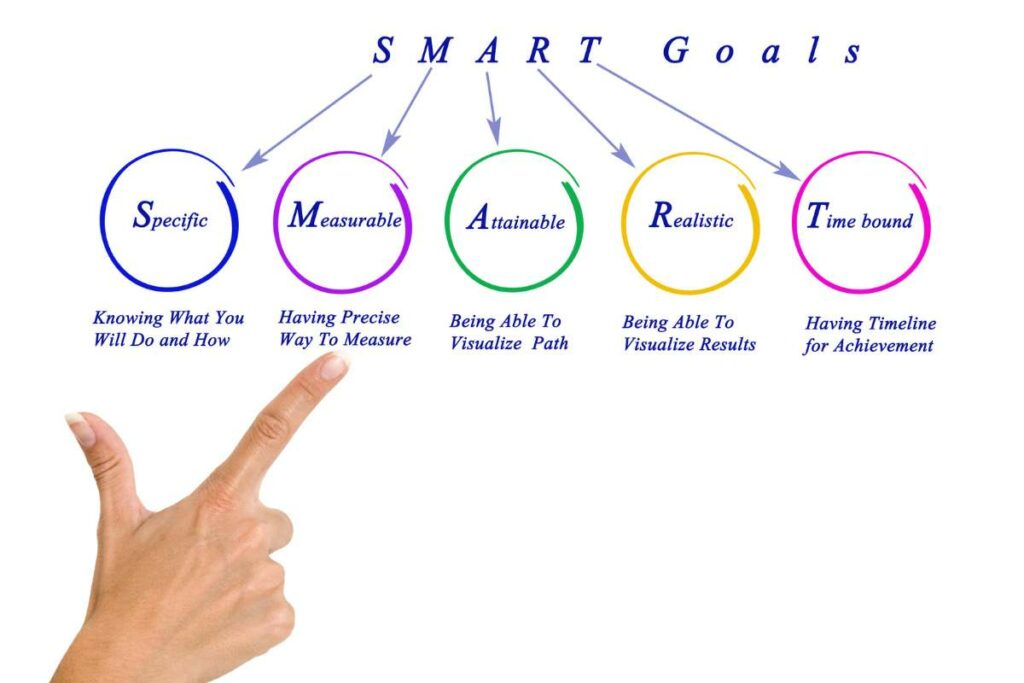 SMART Goals
Specific
Measurable
Attainable
Realistic
Time bound
Knowing What You
Will Do and How
Having Precise
Way To Measure
Being Able To
Visualize Path
Being Able To
Visualize Results
Having Timeline
for Achievement